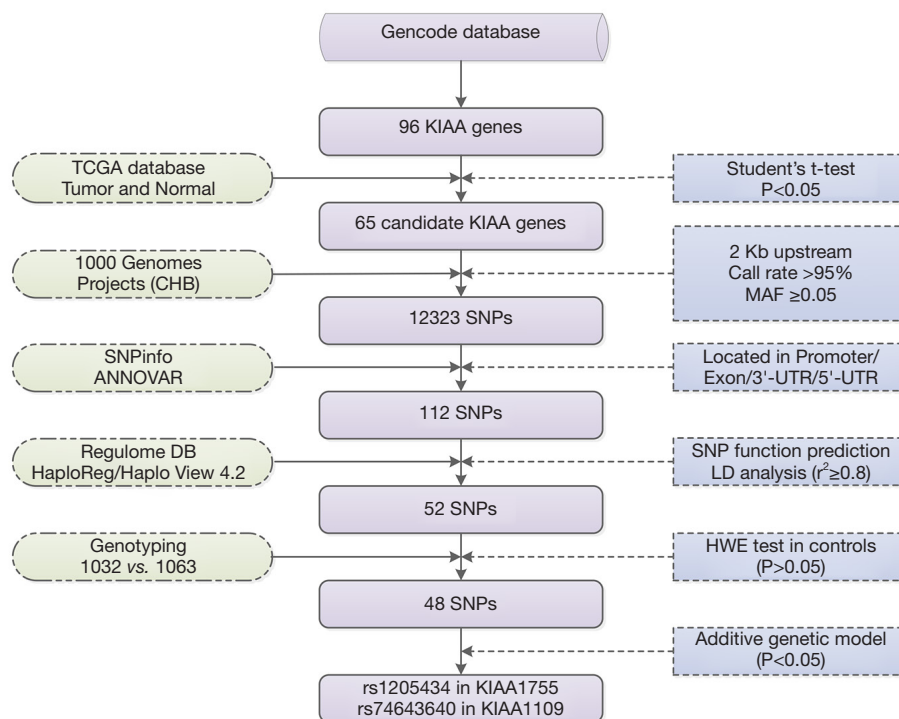 Gencode database
96 KIAA genes
TCGA database
Tumor and Normal
Student's t-test
P<0.05
65 candidate KIAA genes
1000 Genomes
Projects (CHB)
2 Kb upstream
Call rate >95%
MAF ≥0.05
12323 SNPs
SNPinfo
ANNOVAR
Located in Promoter/
Exon/3'-UTR/5'-UTR
112 SNPs
Regulome DB
HaploReg/Haplo View 4.2
SNP function prediction
LD analysis (r²≥0.8)
52 SNPs
Genotyping
1032 vs. 1063
HWE test in controls
(P>0.05)
48 SNPs
Additive genetic model
(P<0.05)
rs1205434 in KIAA1755
rs74643640 in KIAA1109